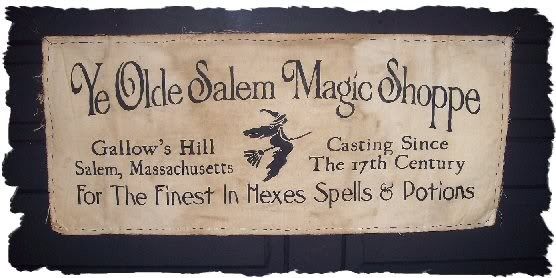 Ye Olde Salem Magic Shoppe
Gallow's Hill
Salem, Massachusetts
Casting Since
The 17th Century
For The Finest In Hexes Spells & Potions